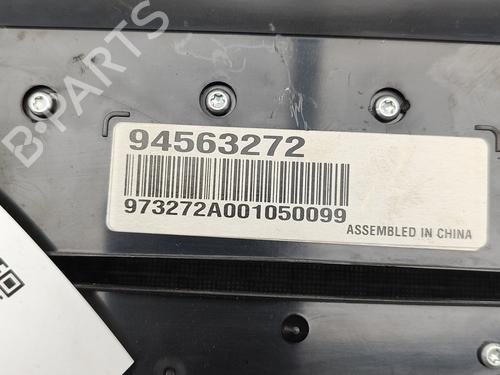 B-PARTS
94563272
973272A001050099
ASSEMBLED IN CHINA